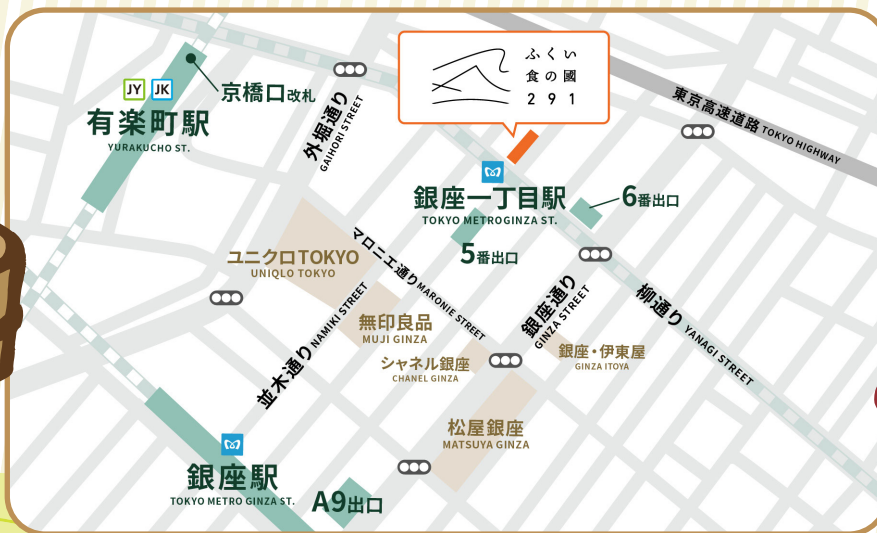 JY JK
有楽町駅
YURAKUCHO ST.
京橋口改札
外堀通り
GAIHORI STREET
ふくい
食の國
291
東京高速道路 TOKYO HIGHWAY
銀座一丁目駅
TOKYO METROGINZA ST.
6番出口
5番出口
ユニクロTOKYO
UNIQLO TOKYO
マロニエ通り MARONIE STREET
並木通り NAMIKI STREET
無印良品
MUJI GINZA
シャネル銀座
CHANEL GINZA
銀座通り
GINZA STREET
柳通り YANAGI STREET
銀座・伊東屋
GINZA ITOYA
松屋銀座
MATSUYA GINZA
銀座駅
TOKYO METRO GINZA ST.
A9出口